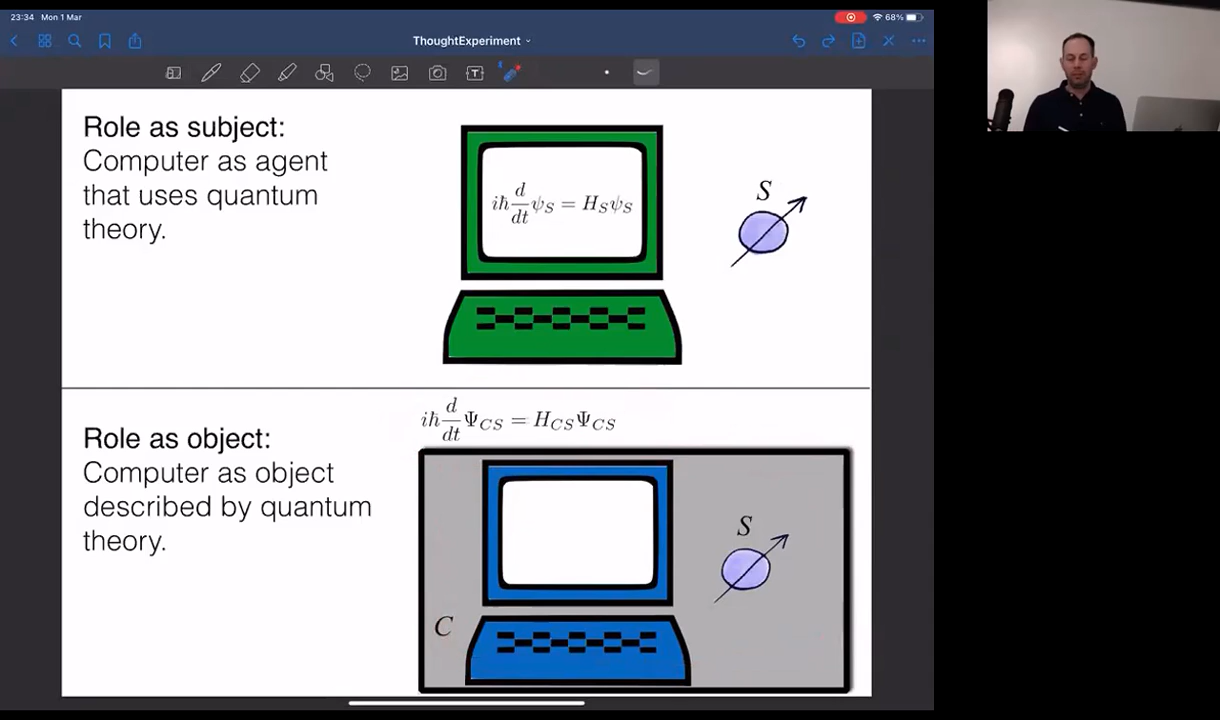 23:34 Mon 1 Mar
68%
ThoughtExperiment
T
Role as subject:
Computer as agent
that uses quantum
theory.
iħ d/dt ψ_S = H_S ψ_S
S
iħ d/dt Ψ_CS = H_CS Ψ_CS
Role as object:
Computer as object
described by quantum
theory.
S
C